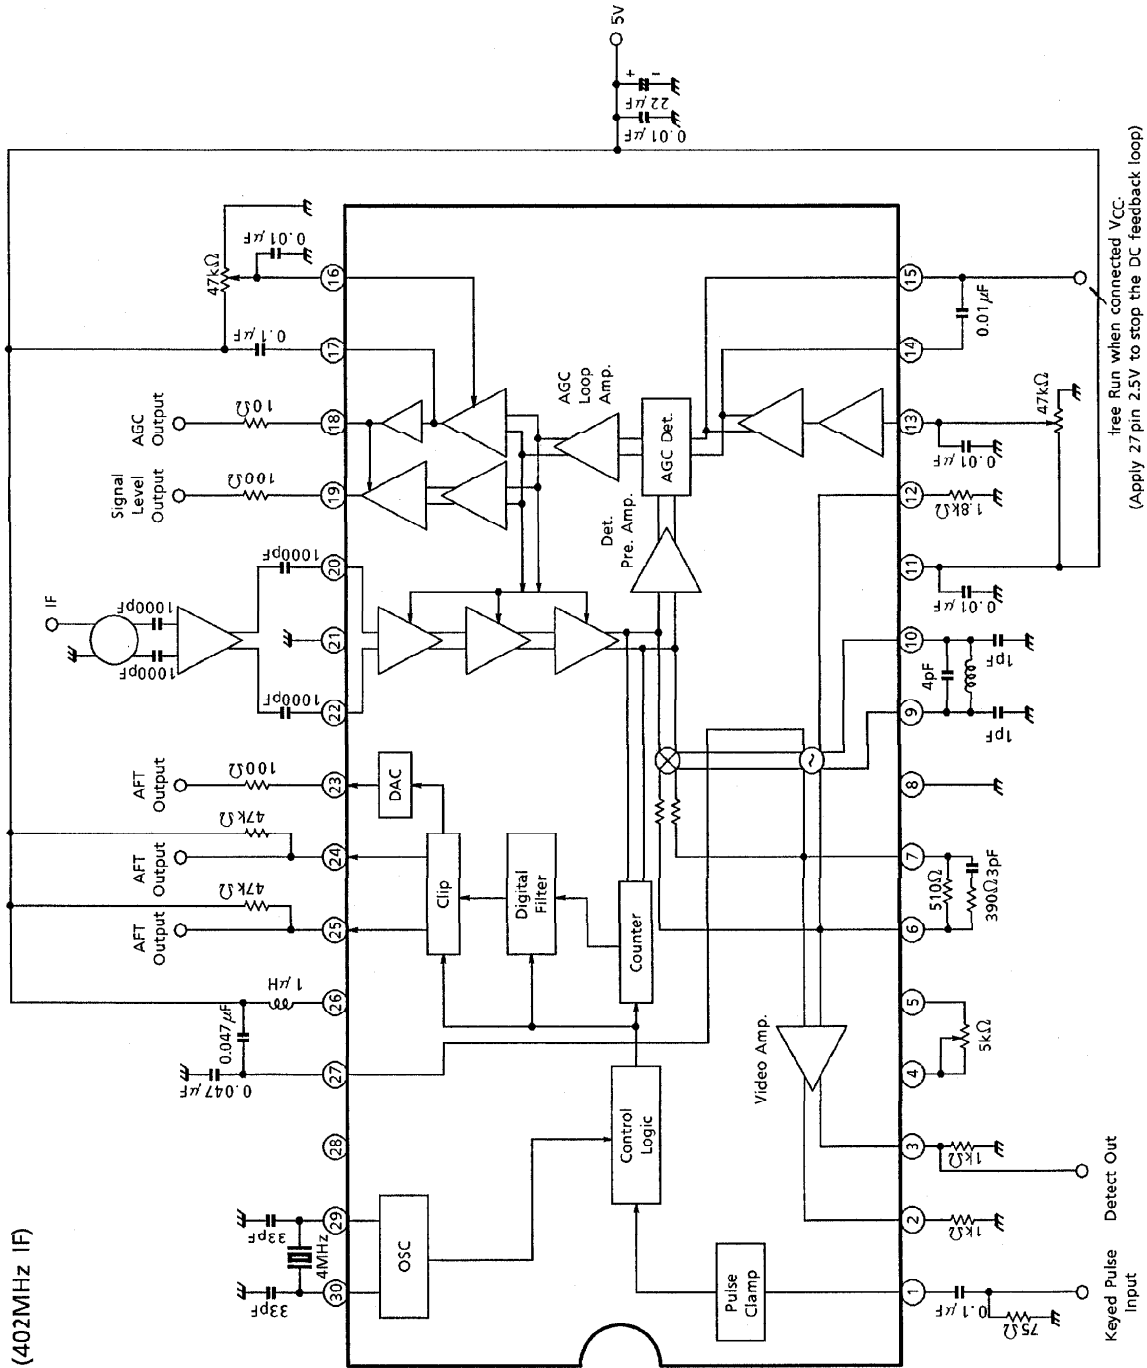 (402MHz IF)
5V
+
−
22μF
0.01μF
47kΩ
0.01μF
16
0.1μF
17
AGC
Output
10Ω
18
Signal
Level
Output
100Ω
19
IF
1000pF
1000pF
1000pF
20
21
1000pF
22
AFT
Output
100Ω
23
AFT
Output
47kΩ
24
AFT
Output
47kΩ
25
1μH
26
0.047μF
0.047μF
27
28
33pF
29
4MHz
33pF
30
AGC
Loop
Amp.
AGC Det.
Det.
Pre. Amp.
DAC
Clip
Digital
Filter
Counter
Control
Logic
OSC
Pulse
Clamp
Video Amp.
~
15
0.01μF
14
13
47kΩ
0.01μF
12
1.8kΩ
11
0.01μF
10
4pF
1pF
9
1pF
8
7
510Ω
390Ω
3pF
6
5
5kΩ
4
3
1kΩ
Detect Out
2
1kΩ
1
0.1μF
75Ω
Keyed Pulse
Input
free Run when connected VCC.
(Apply 27 pin 2.5V to stop the DC feedback loop)